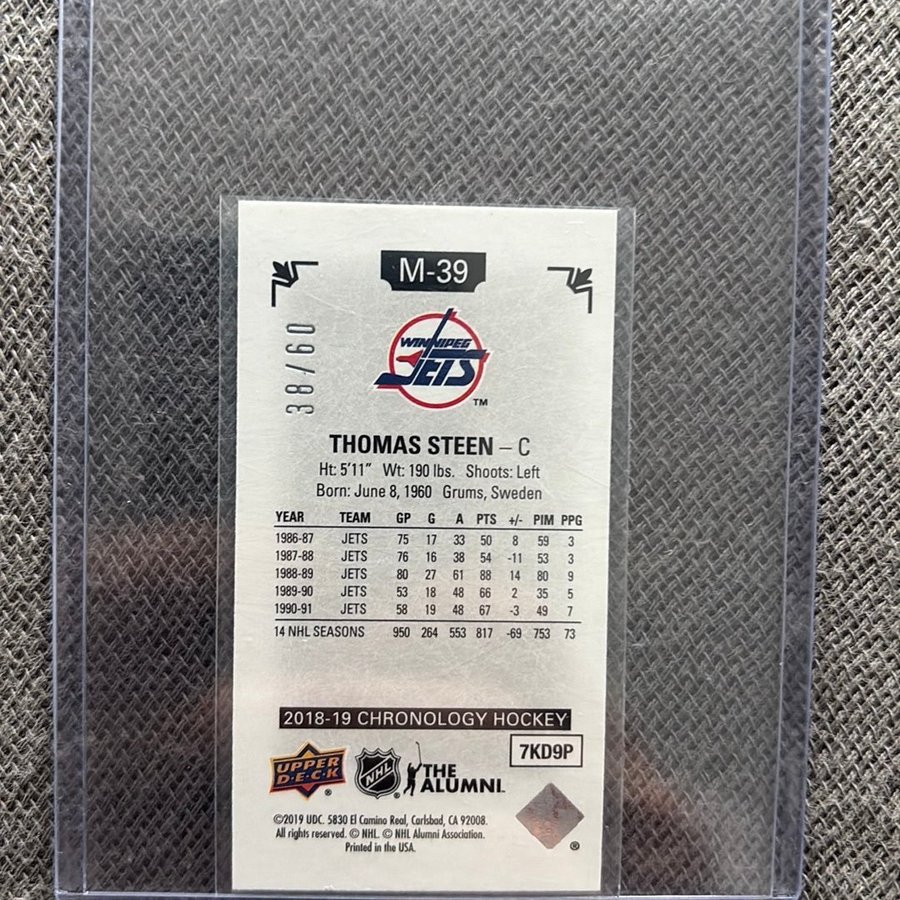 M-39
38/60
WINNIPEG
JETS
TM
THOMAS STEEN – C
Ht: 5'11" Wt: 190 lbs. Shoots: Left
Born: June 8, 1960 Grums, Sweden
YEAR TEAM GP G A PTS +/- PIM PPG
1986-87 JETS 75 17 33 50 8 59 3
1987-88 JETS 76 16 38 54 -11 53 3
1988-89 JETS 80 27 61 88 14 80 9
1989-90 JETS 53 18 48 66 2 35 5
1990-91 JETS 58 19 48 67 -3 49 7
14 NHL SEASONS 950 264 553 817 -69 753 73
2018-19 CHRONOLOGY HOCKEY
7KD9P
UPPER
D·E·C·K
®
NHL
®
THE
ALUMNI.
©2019 UDC. 5830 El Camino Real, Carlsbad, CA 92008.
All rights reserved. © NHL. © NHL Alumni Association.
Printed in the USA.
®